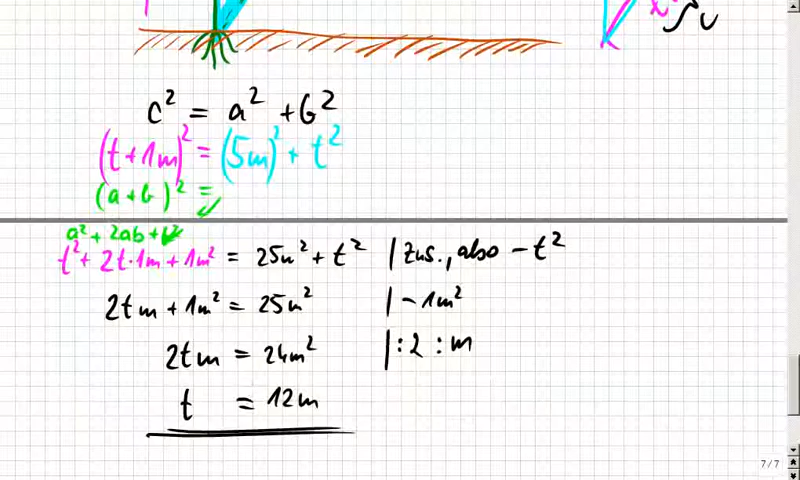 c² = a² + b²
(t + 1m)² = (5m)² + t²
(a + b)² =
a² + 2ab + b²
t² + 2t·1m + 1m² = 25m² + t² | zus., also - t²
2tm + 1m² = 25m² | - 1m²
2tm = 24m² | :2 :m
t = 12m
7/7